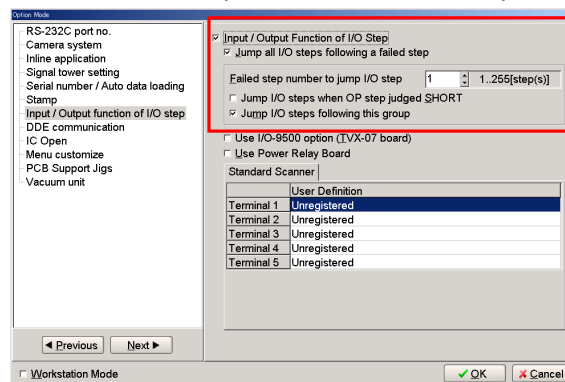 Option Mode
RS-232C port no.
Camera system
Inline application
Signal tower setting
Serial number / Auto data loading
Stamp
Input / Output function of I/O step
DDE communication
IC Open
Menu customize
PCB Support Jigs
Vacuum unit
◄ Previous
Next ►
Input / Output Function of I/O Step
Jump all I/O steps following a failed step
Failed step number to jump I/O step
1
1..255[step(s)]
Jump I/O steps when OP step judged SHORT
Jump I/O steps following this group
Use I/O-9500 option (TVX-07 board)
Use Power Relay Board
Standard Scanner
User Definition
Terminal 1 Unregistered
Terminal 2 Unregistered
Terminal 3 Unregistered
Terminal 4 Unregistered
Terminal 5 Unregistered
Workstation Mode
OK
Cancel